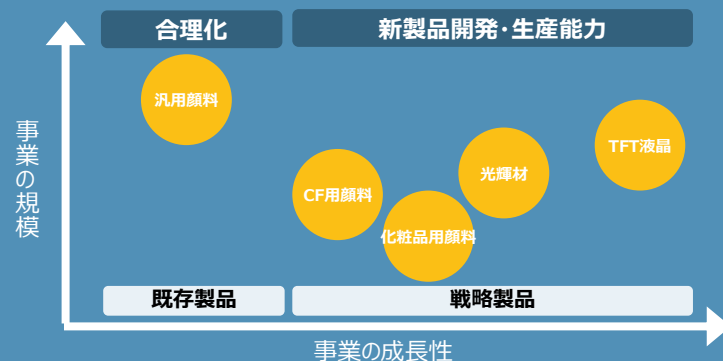 合理化
新製品開発・生産能力
汎用顔料
TFT液晶
光輝材
CF用顔料
化粧品用顔料
事業の規模
既存製品
戦略製品
事業の成長性